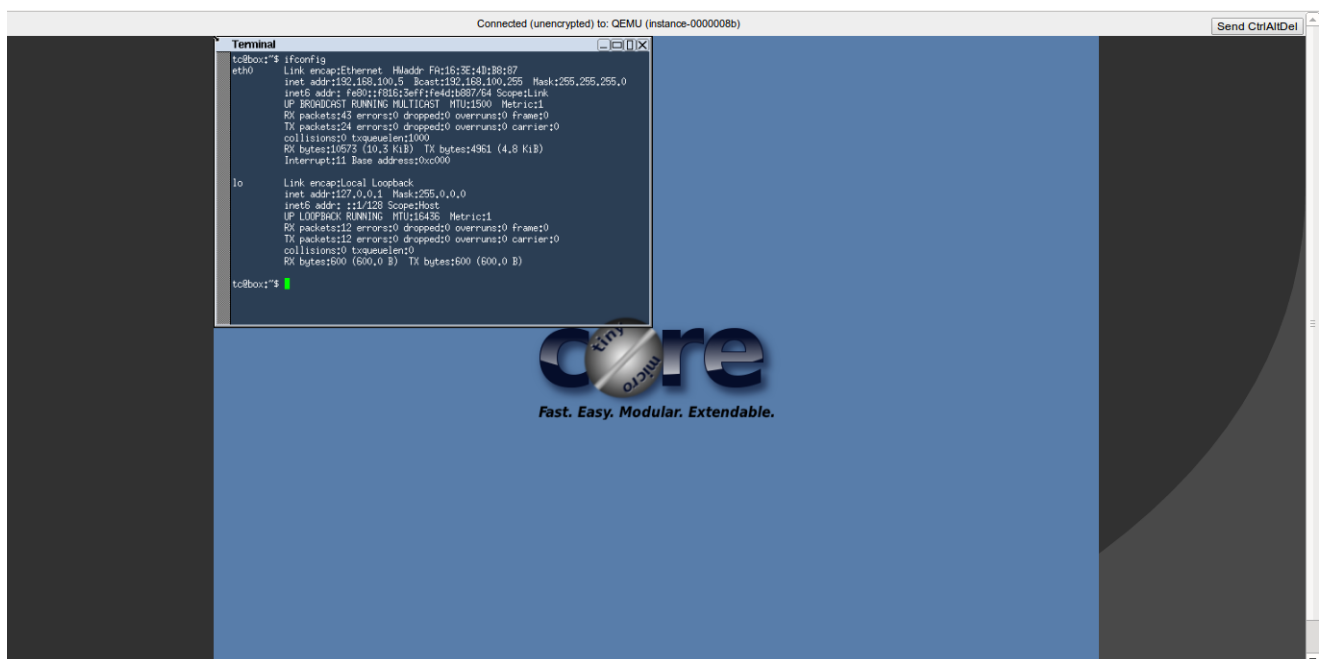 Connected (unencrypted) to: QEMU (instance-0000008b)
Send CtrlAltDel
Terminal
tc@box:~$ ifconfig
eth0 Link encap:Ethernet HWaddr FA:16:3E:4D:B8:87
inet addr:192.168.100.5 Bcast:192.168.100.255 Mask:255.255.255.0
inet6 addr: fe80::f816:3eff:fe4d:b887/64 Scope:Link
UP BROADCAST RUNNING MULTICAST MTU:1500 Metric:1
RX packets:43 errors:0 dropped:0 overruns:0 frame:0
TX packets:24 errors:0 dropped:0 overruns:0 carrier:0
collisions:0 txqueuelen:1000
RX bytes:10573 (10.3 KiB) TX bytes:4961 (4.8 KiB)
Interrupt:11 Base address:0xc000
lo Link encap:Local Loopback
inet addr:127.0.0.1 Mask:255.0.0.0
inet6 addr: ::1/128 Scope:Host
UP LOOPBACK RUNNING MTU:16436 Metric:1
RX packets:12 errors:0 dropped:0 overruns:0 frame:0
TX packets:12 errors:0 dropped:0 overruns:0 carrier:0
collisions:0 txqueuelen:0
RX bytes:600 (600.0 B) TX bytes:600 (600.0 B)
tc@box:~$
core
tiny
micro
Fast. Easy. Modular. Extendable.